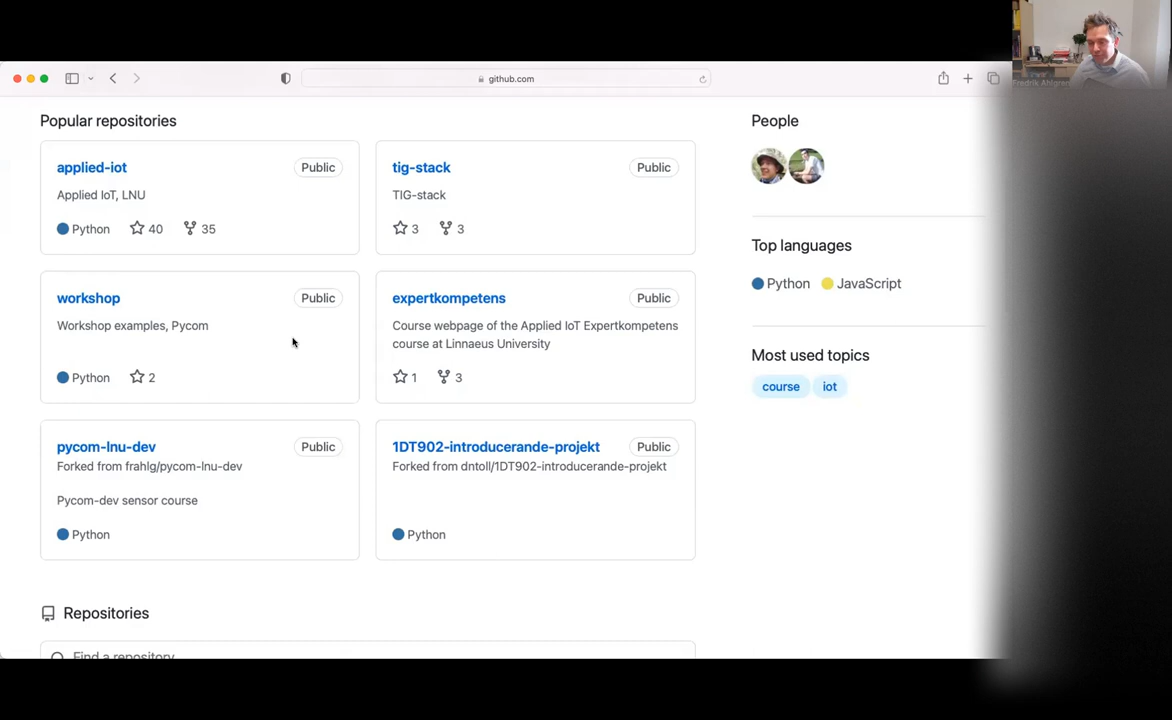 github.com
Fredrik Ahlgren
Popular repositories
applied-iot
Public
Applied IoT, LNU
Python
40
35
tig-stack
Public
TIG-stack
3
3
workshop
Public
Workshop examples, Pycom
Python
2
expertkompetens
Public
Course webpage of the Applied IoT Expertkompetens
course at Linnaeus University
1
3
pycom-lnu-dev
Public
Forked from frahlg/pycom-lnu-dev
Pycom-dev sensor course
Python
1DT902-introducerande-projekt
Public
Forked from dntoll/1DT902-introducerande-projekt
Python
Repositories
Find a repository
People
Top languages
Python
JavaScript
Most used topics
course
iot